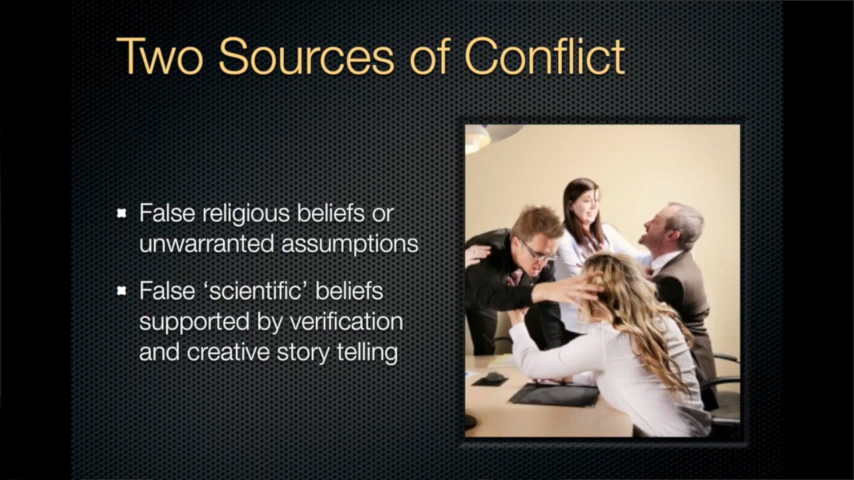 Two Sources of Conflict
False religious beliefs or
unwarranted assumptions
False ‘scientific’ beliefs
supported by verification
and creative story telling